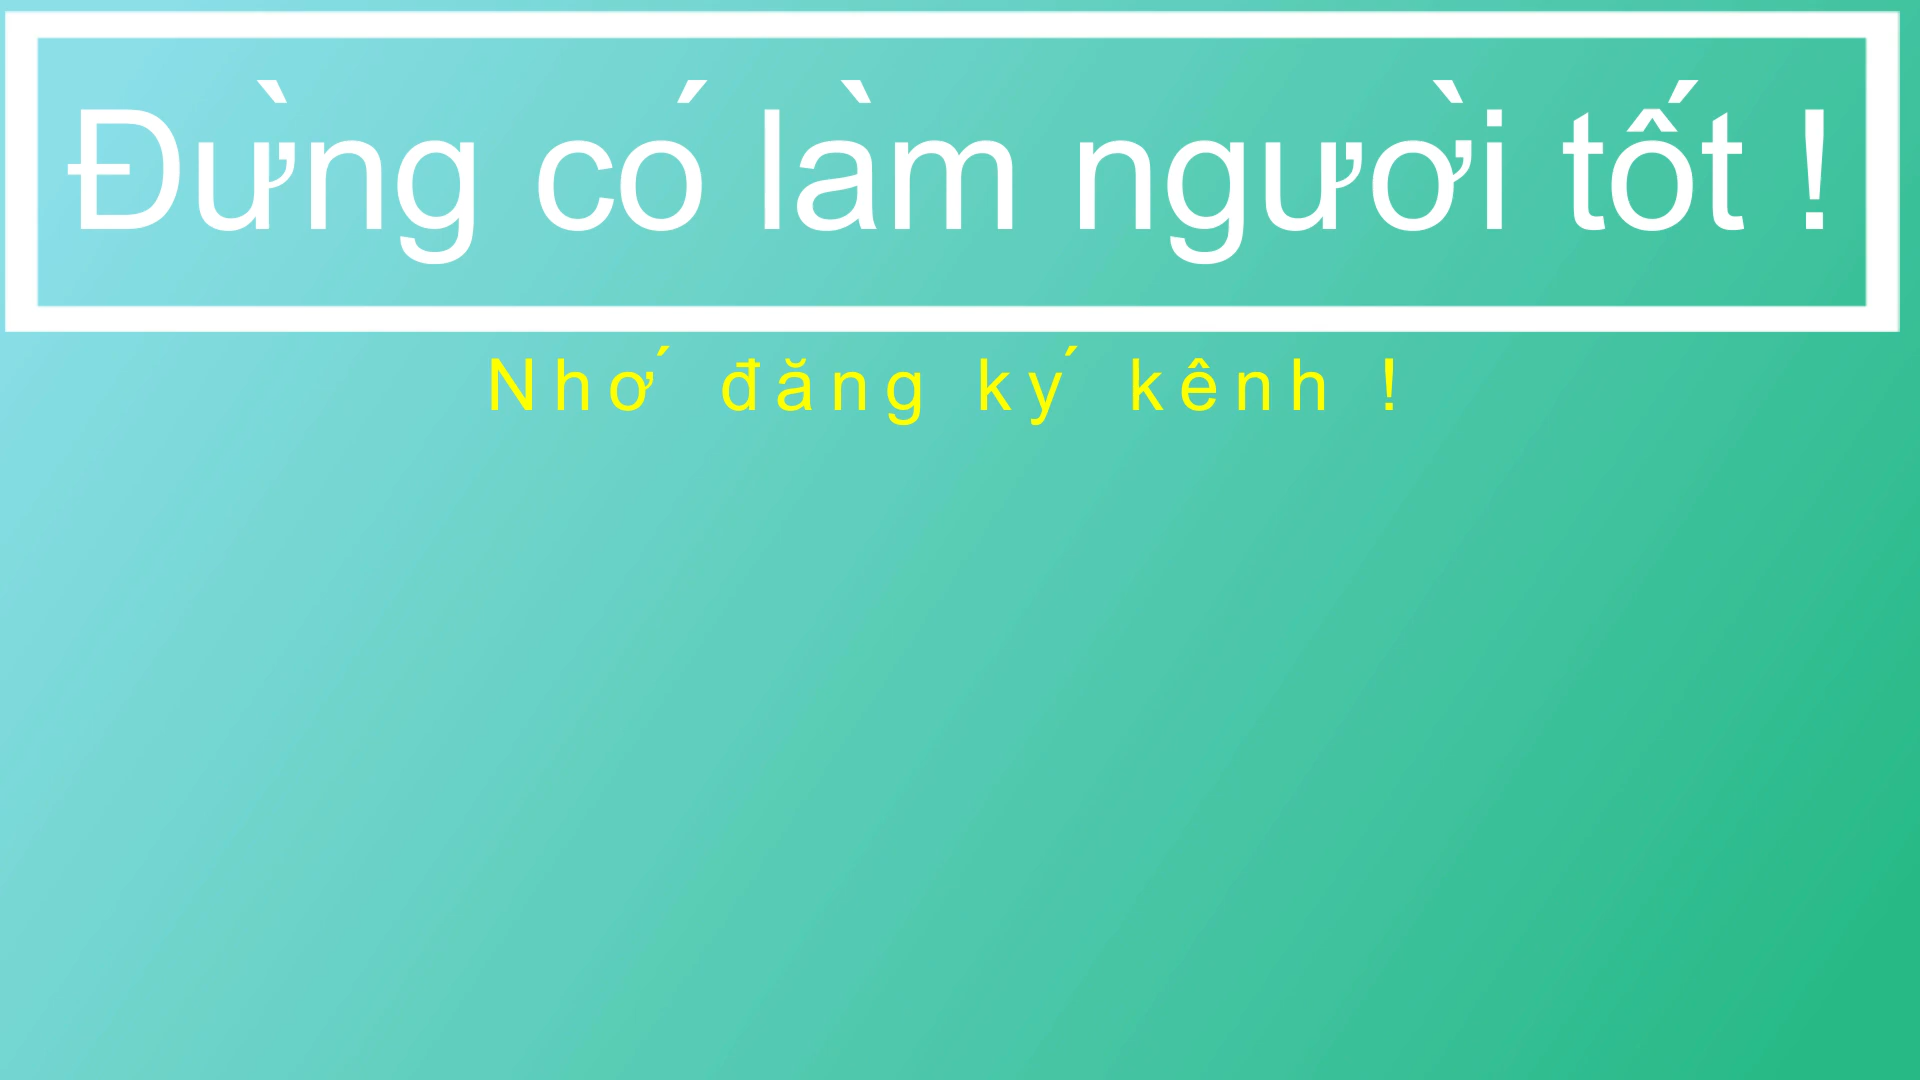 Đừng có làm người tốt !
Nhớ đăng ký kênh !